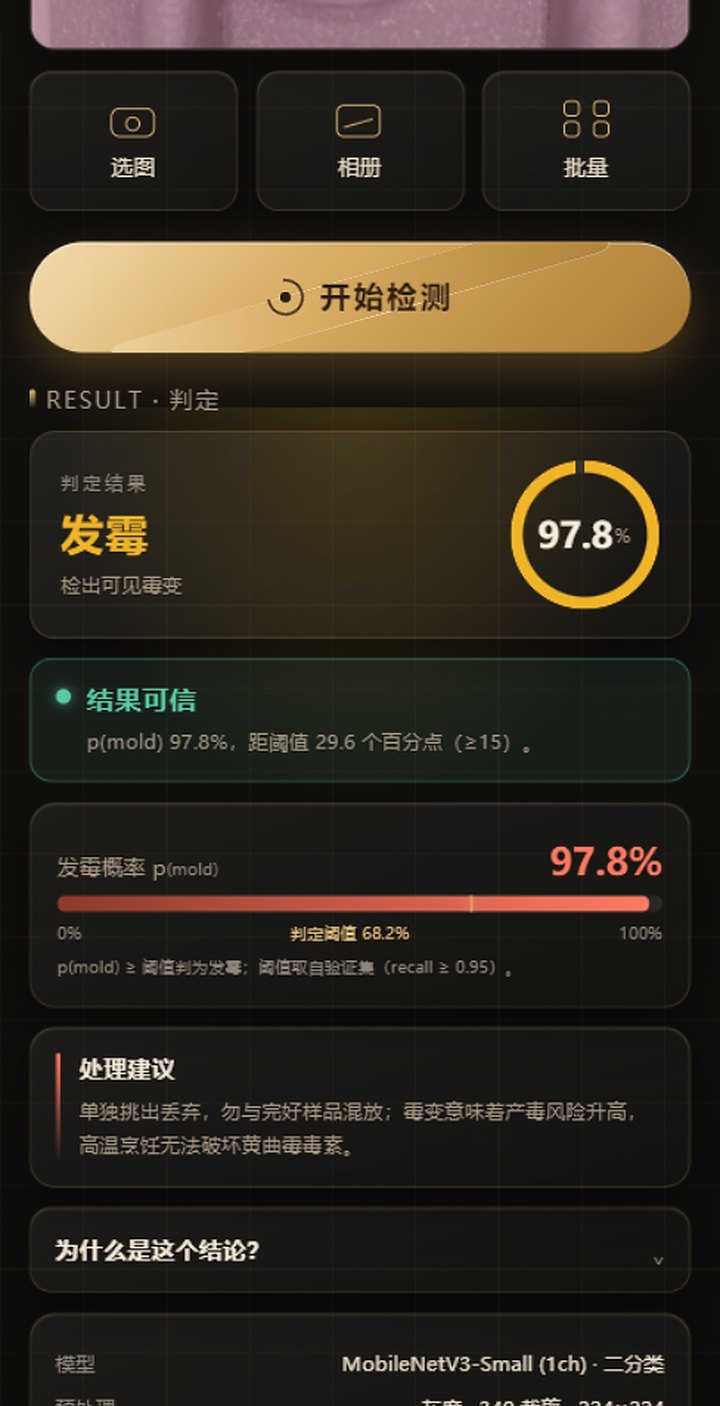 选图
相册
批量
开始检测
RESULT · 判定
判定结果
发霉
检出可见霉变
97.8%
结果可信
p(mold) 97.8%，距阈值 29.6 个百分点（≥15）。
发霉概率 p(mold)
97.8%
0%
判定阈值 68.2%
100%
p(mold) ≥ 阈值判为发霉；阈值取自验证集（recall ≥ 0.95）。
处理建议
单独挑出丢弃，勿与完好样品混放；霉变意味着产毒风险升高，
高温烹饪无法破坏黄曲霉毒素。
为什么是这个结论？
模型
MobileNetV3-Small (1ch) · 二分类